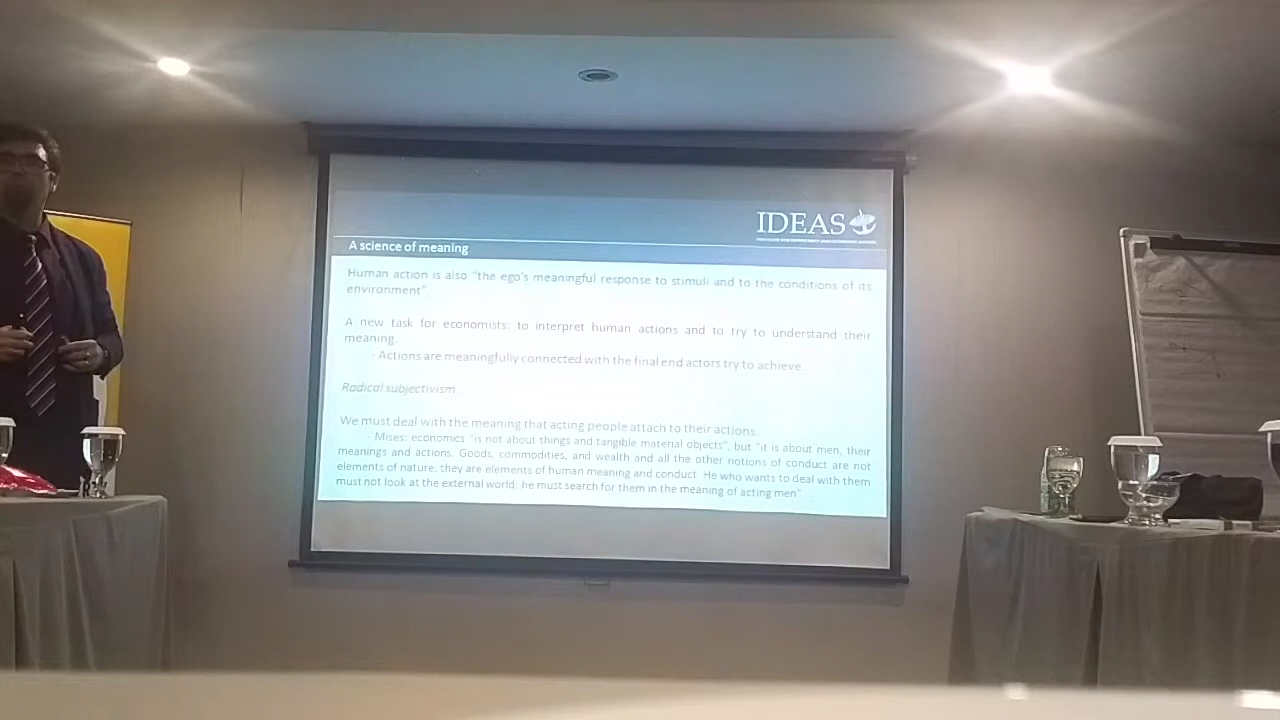 IDEAS
A science of meaning
Human action is also "the ego's meaningful response to stimuli and to the conditions of its
environment"
A new task for economists: to interpret human actions and to try to understand their
meaning.
- Actions are meaningfully connected with the final end actors try to achieve
Radical subjectivism.
We must deal with the meaning that acting people attach to their actions.
- Mises: economics "is not about things and tangible material objects", but "it is about men, their
meanings and actions. Goods, commodities, and wealth and all the other notions of conduct are not
elements of nature; they are elements of human meaning and conduct. He who wants to deal with them
must not look at the external world; he must search for them in the meaning of acting men"